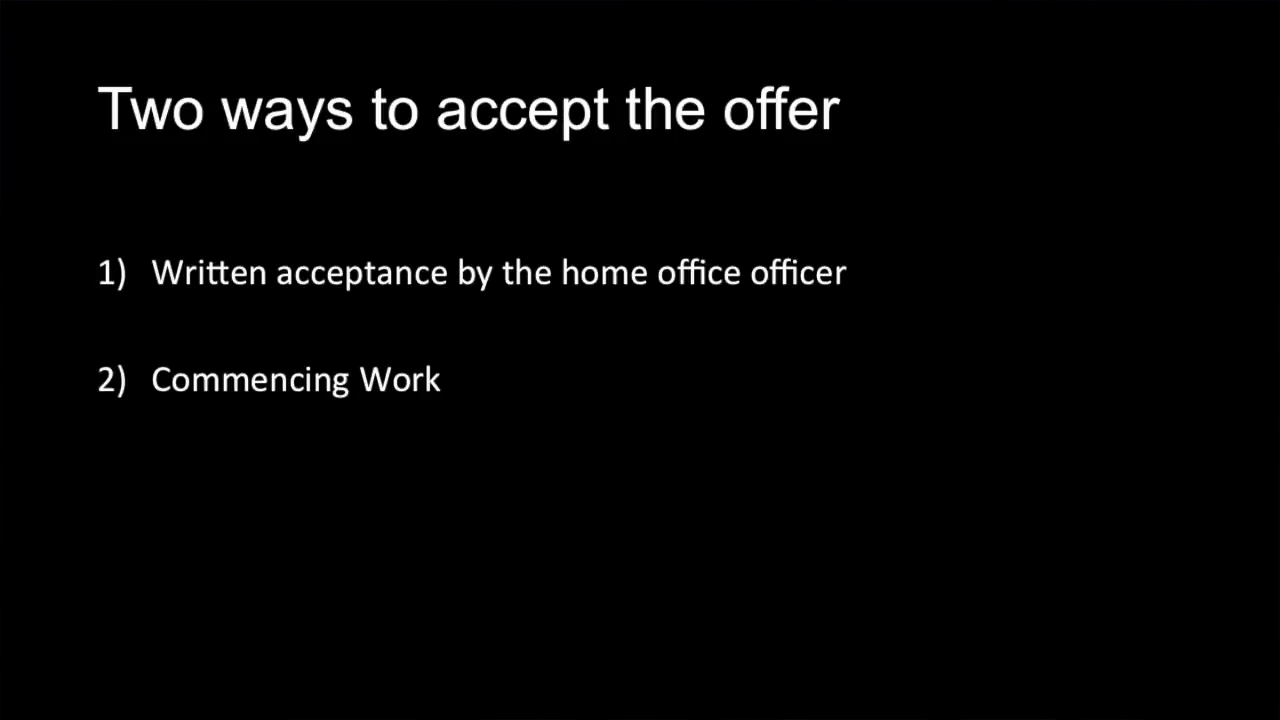 Two ways to accept the offer
1) Written acceptance by the home office officer
2) Commencing Work